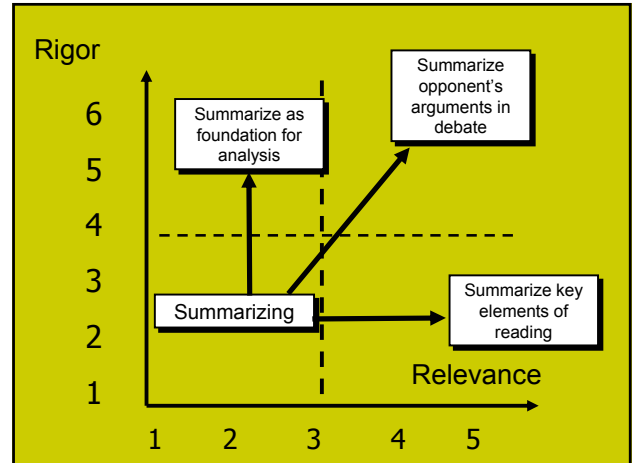 Rigor
6
5
4
3
2
1
Summarize as
foundation for
analysis
Summarize
opponent's
arguments in
debate
Summarizing
Summarize key
elements of
reading
Relevance
1 2 3 4 5